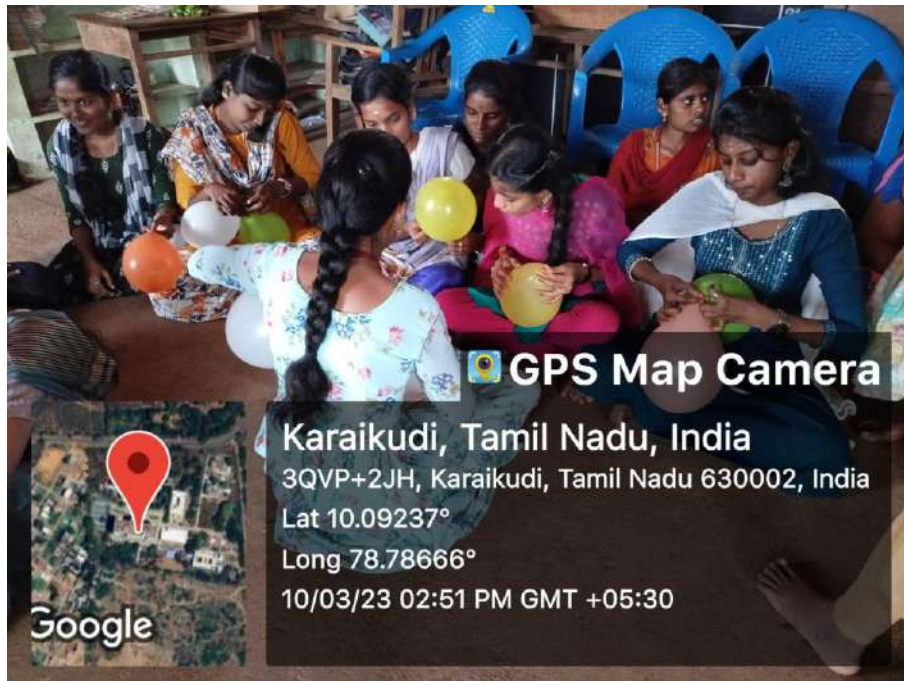 GPS Map Camera
Karaikudi, Tamil Nadu, India
3QVP+2JH, Karaikudi, Tamil Nadu 630002, India
Lat 10.09237°
Long 78.78666°
10/03/23 02:51 PM GMT +05:30
Google